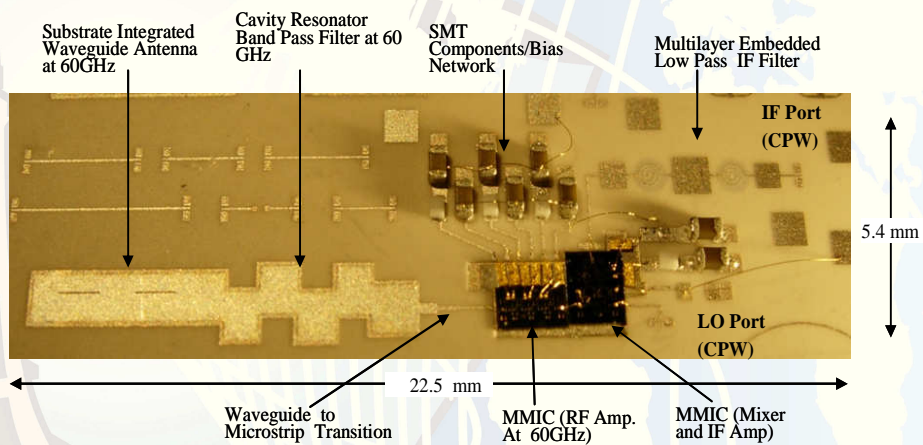 Substrate Integrated
Waveguide Antenna
at 60GHz
Cavity Resonator
Band Pass Filter at 60
GHz
SMT
Components/Bias
Network
Multilayer Embedded
Low Pass IF Filter
IF Port
(CPW)
5.4 mm
LO Port
(CPW)
22.5 mm
Waveguide to
Microstrip Transition
MMIC (RF Amp.
At 60GHz)
MMIC (Mixer
and IF Amp)